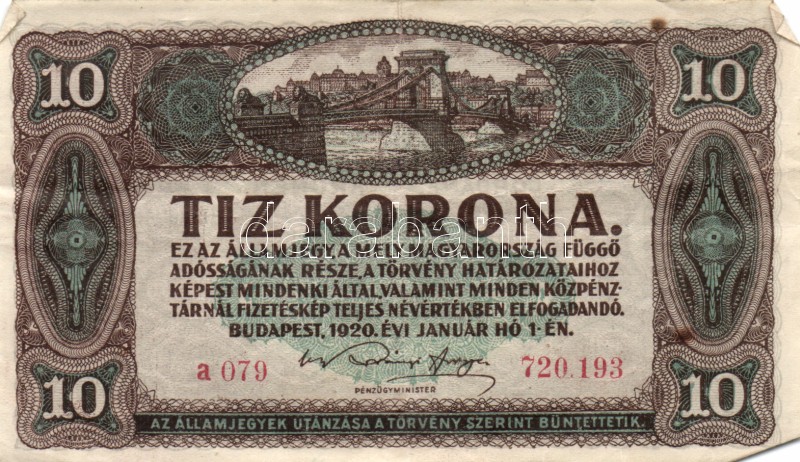 10 10
TIZ KORONA.
EZ AZ ÁLLAMJEGY, AMELY MAGYARORSZÁG FÜGGŐ
ADÓSSÁGÁNAK RÉSZE, A TÖRVÉNY HATÁROZATAIHOZ
KÉPEST MINDENKI ÁLTAL, VALAMINT MINDEN KÖZPÉNZ-
TÁRNÁL FIZETÉSKÉP TELJES NÉVÉRTÉKBEN ELFOGADANDÓ.
BUDAPEST, 1920. ÉVI JANUÁR HÓ 1-ÉN.
a 079 720.193
PÉNZÜGYMINISTER
10 10
AZ ÁLLAMJEGYEK UTÁNZÁSA A TÖRVÉNY SZERINT BÜNTETTETIK.
darabanth